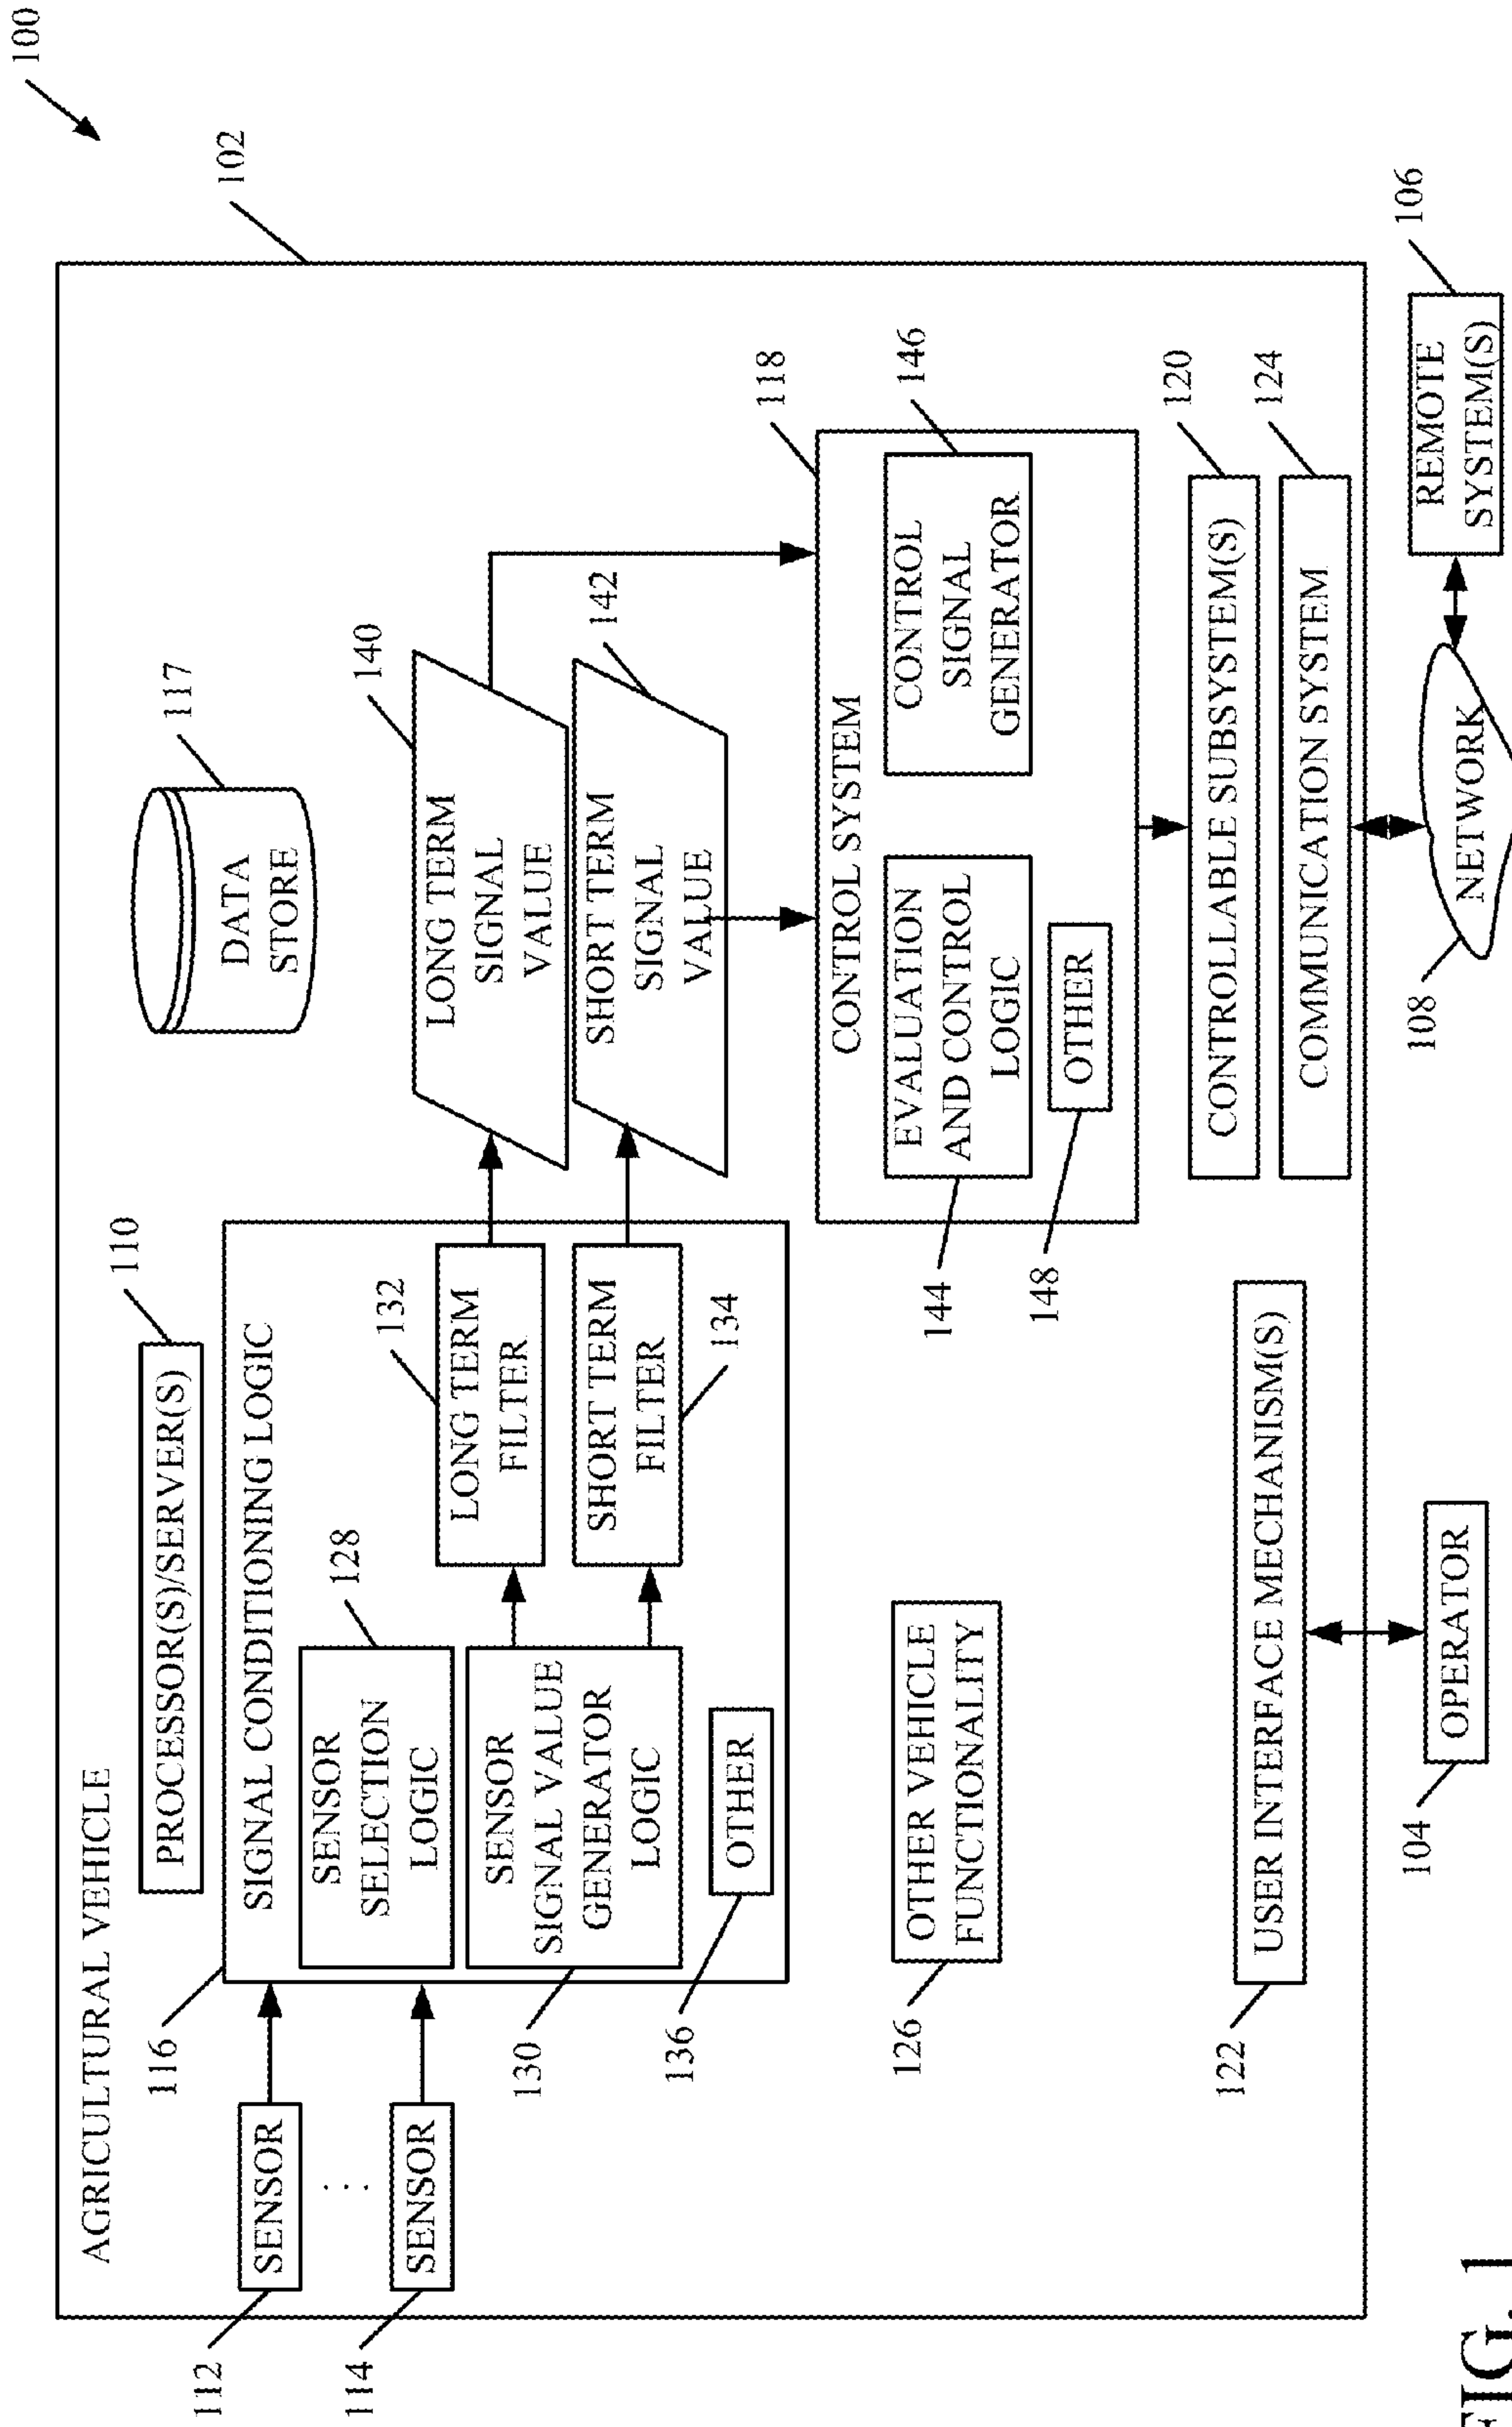 100
102
AGRICULTURAL VEHICLE
110
PROCESSOR(S)/SERVER(S)
117
DATA
STORE
116
SIGNAL CONDITIONING LOGIC
112
SENSOR
114
SENSOR
SENSOR
SELECTION
LOGIC
128
130
SENSOR
SIGNAL VALUE
GENERATOR
LOGIC
136
OTHER
132
LONG TERM
FILTER
SHORT TERM
FILTER
134
140
LONG TERM
SIGNAL
VALUE
142
SHORT TERM
SIGNAL
VALUE
118
CONTROL SYSTEM
144
EVALUATION
AND CONTROL
LOGIC
146
CONTROL
SIGNAL
GENERATOR
148
OTHER
126
OTHER VEHICLE
FUNCTIONALITY
120
CONTROLLABLE SUBSYSTEM(S)
122
USER INTERFACE MECHANISM(S)
124
COMMUNICATION SYSTEM
104
OPERATOR
108
NETWORK
106
REMOTE
SYSTEM(S)
FIG. 1